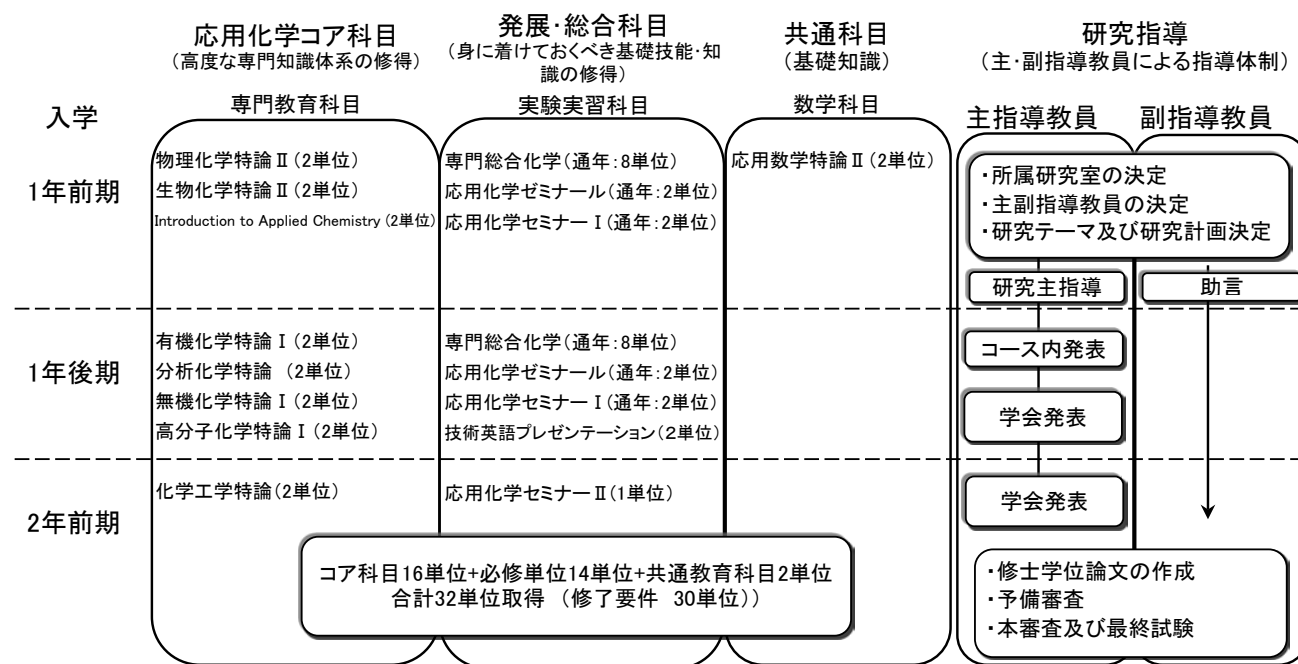 応用化学コア科目
(高度な専門知識体系の修得)
発展･総合科目
(身に着けておくべき基礎技能･知
識の修得)
共通科目
(基礎知識)
研究指導
(主･副指導教員による指導体制)
入学
専門教育科目
実験実習科目
数学科目
主指導教員
副指導教員
1年前期
物理化学特論Ⅱ(2単位)
生物化学特論Ⅱ(2単位)
Introduction to Applied Chemistry (2単位)
専門総合化学(通年:8単位)
応用化学ゼミナール(通年:2単位)
応用化学セミナーⅠ(通年:2単位)
応用数学特論Ⅱ(2単位)
･所属研究室の決定
･主副指導教員の決定
･研究テーマ及び研究計画決定
研究主指導
助言
1年後期
有機化学特論Ⅰ(2単位)
分析化学特論 (2単位)
無機化学特論Ⅰ(2単位)
高分子化学特論Ⅰ(2単位)
専門総合化学(通年:8単位)
応用化学ゼミナール(通年:2単位)
応用化学セミナーⅠ(通年:2単位)
技術英語プレゼンテーション(2単位)
コース内発表
学会発表
2年前期
化学工学特論(2単位)
応用化学セミナーⅡ(1単位)
学会発表
コア科目16単位+必修単位14単位+共通教育科目2単位
合計32単位取得 (修了要件 30単位))
･修士学位論文の作成
･予備審査
･本審査及び最終試験